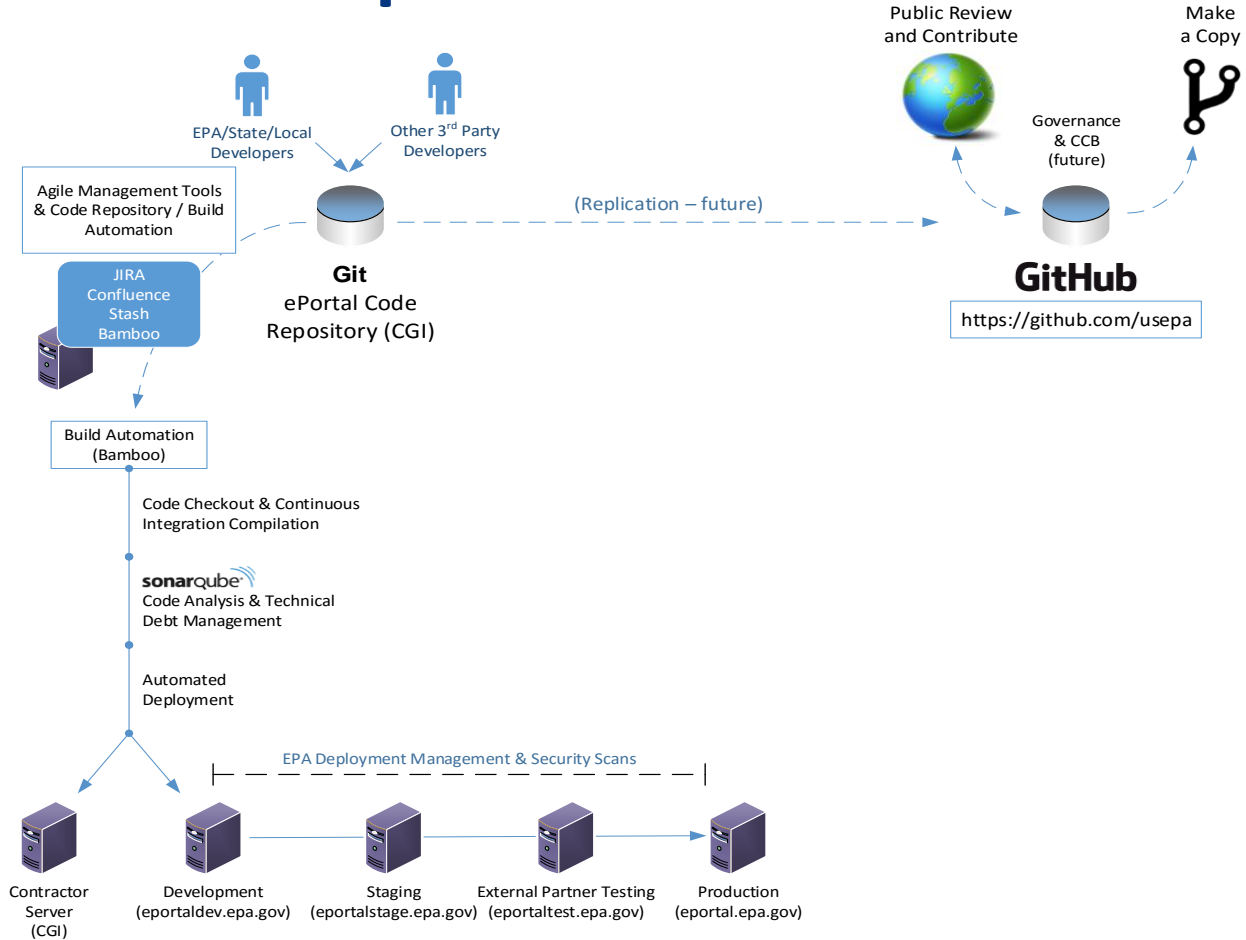 Public Review
and Contribute
Make
a Copy
EPA/State/Local
Developers
Other 3rd Party
Developers
Governance
& CCB
(future)
Agile Management Tools
& Code Repository / Build
Automation
(Replication – future)
JIRA
Confluence
Stash
Bamboo
Git
ePortal Code
Repository (CGI)
GitHub
https://github.com/usepa
Build Automation
(Bamboo)
Code Checkout & Continuous
Integration Compilation
sonarqube
Code Analysis & Technical
Debt Management
Automated
Deployment
EPA Deployment Management & Security Scans
Contractor
Server
(CGI)
Development
(eportaldev.epa.gov)
Staging
(eportalstage.epa.gov)
External Partner Testing
(eportaltest.epa.gov)
Production
(eportal.epa.gov)